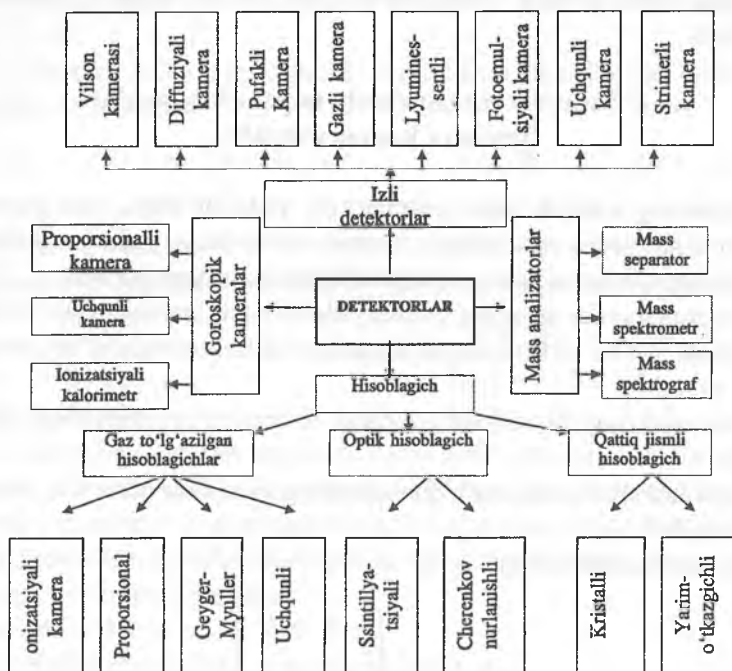 Vilson
kamerasi
Diffuziyali
kamera
Pufakli
Kamera
Gazli kamera
Lyumines-
sentli
Fotoemul-
siyali kamera
Uchqunli
kamera
Strimerli
kamera
Izli
detektorlar
Proporsionalli
kamera
Uchqunli
kamera
Ionizatsiyali
kalorimetr
Goroskopik
kameralar
DETEKTORLAR
Mass analizatorlar
Mass
separator
Mass
spektrometr
Mass
spektrograf
Hisoblagich
Gaz to‘lg‘azilgan
hisoblagichlar
Optik hisoblagich
Qattiq jismli
hisoblagich
onizatsiyali
kamera
Proporsional
Geyger-
Myuller
Uchqunli
Ssintillya-
tsiyali
Cherenkov
nurlanishli
Kristalli
Yarim-
o‘tkazgichli